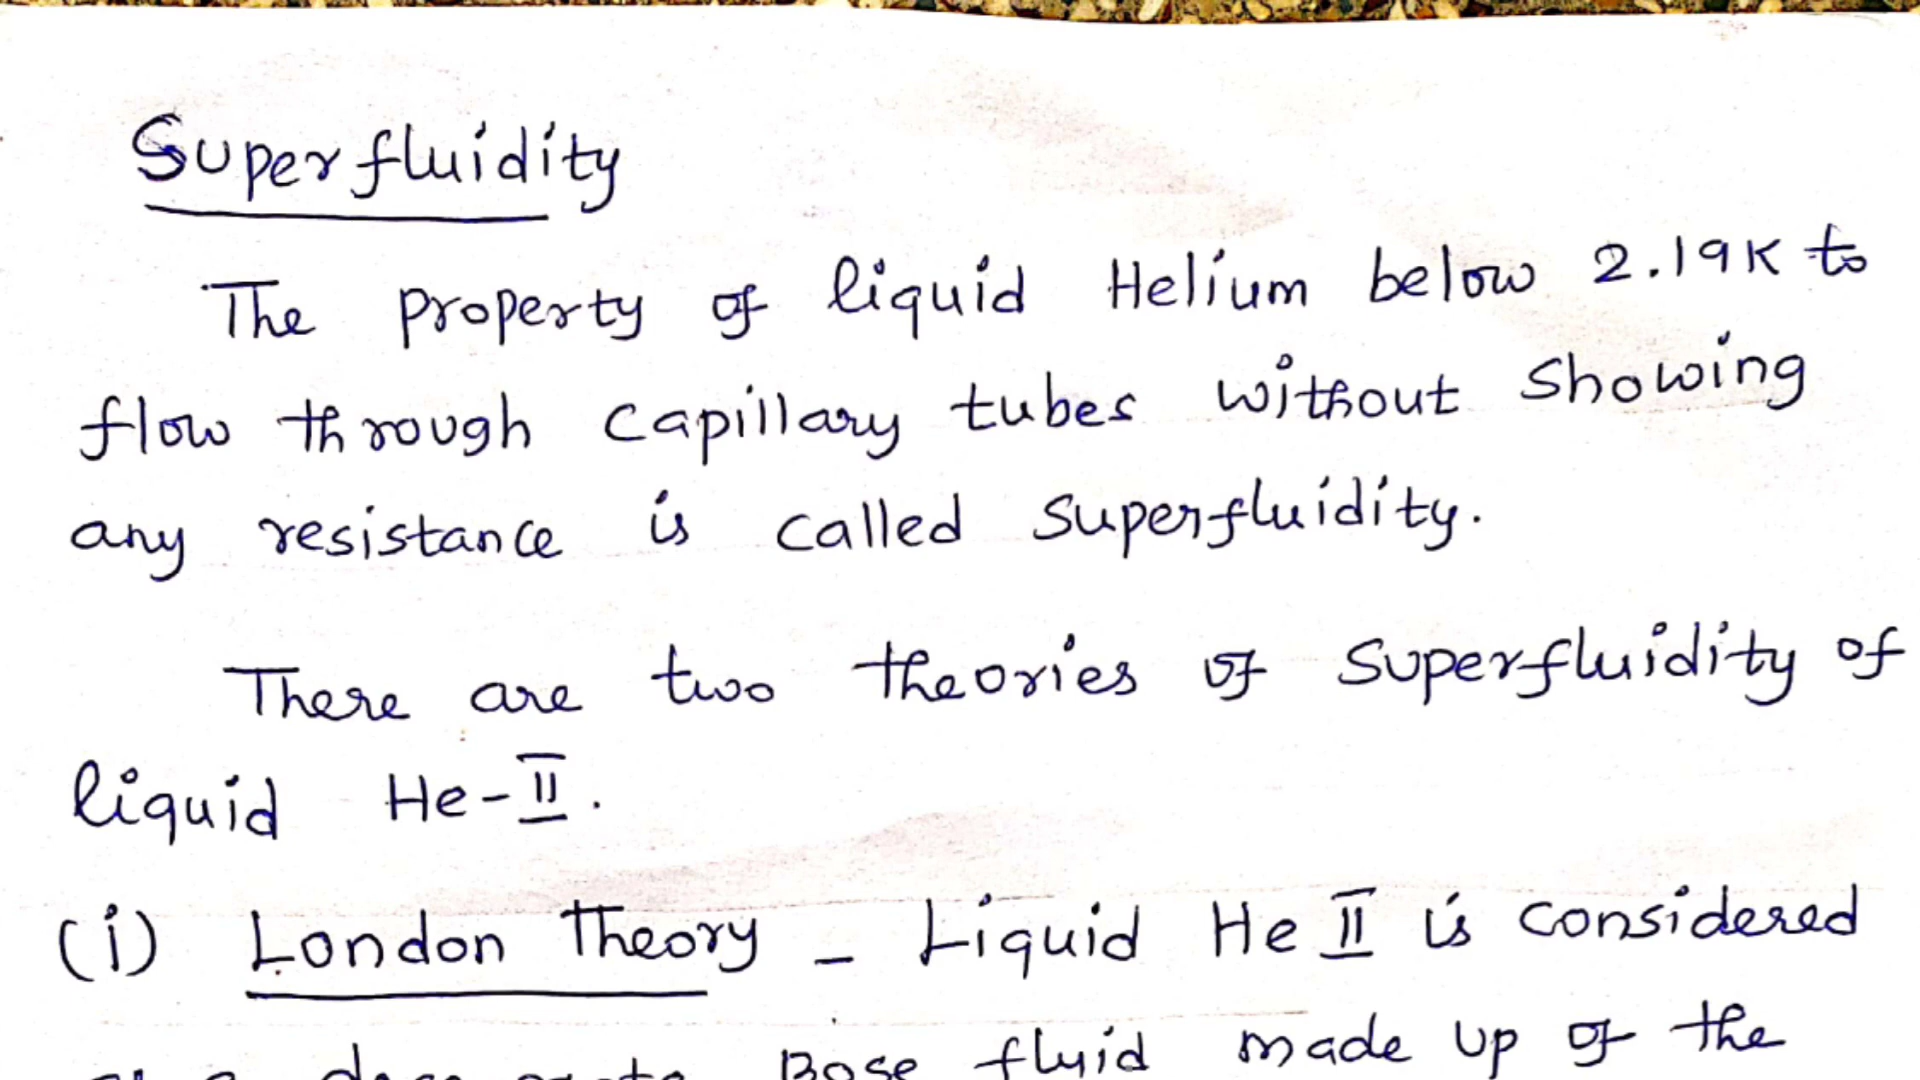 Superfluidity
The property of liquid Helium below 2.19K to
flow through capillary tubes without showing
any resistance is called superfluidity.
There are two theories of superfluidity of
liquid He-II.
(i) London Theory - Liquid He II is considered
Bose fluid made up of the